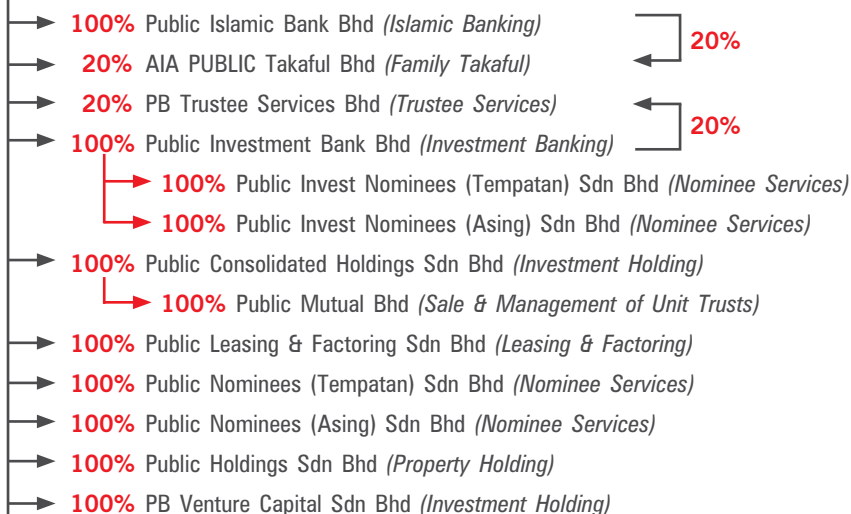 100% Public Islamic Bank Bhd (Islamic Banking)
20%
20% AIA PUBLIC Takaful Bhd (Family Takaful)
20% PB Trustee Services Bhd (Trustee Services)
20%
100% Public Investment Bank Bhd (Investment Banking)
100% Public Invest Nominees (Tempatan) Sdn Bhd (Nominee Services)
100% Public Invest Nominees (Asing) Sdn Bhd (Nominee Services)
100% Public Consolidated Holdings Sdn Bhd (Investment Holding)
100% Public Mutual Bhd (Sale & Management of Unit Trusts)
100% Public Leasing & Factoring Sdn Bhd (Leasing & Factoring)
100% Public Nominees (Tempatan) Sdn Bhd (Nominee Services)
100% Public Nominees (Asing) Sdn Bhd (Nominee Services)
100% Public Holdings Sdn Bhd (Property Holding)
100% PB Venture Capital Sdn Bhd (Investment Holding)